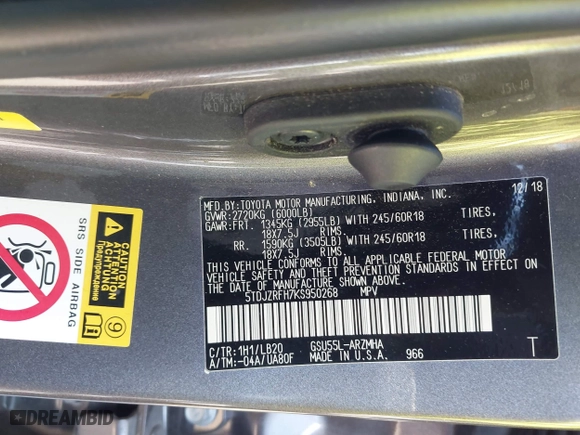 MFD. BY: TOYOTA MOTOR MANUFACTURING, INDIANA, INC. 12/18
GVWR: 2720KG (6000LB)
GAWR: FRT. 1345KG (2955LB) WITH 245/60R18 TIRES,
18X7.5J RIMS.
RR. 1590KG (3505LB) WITH 245/60R18 TIRES,
18X7.5J RIMS.
THIS VEHICLE CONFORMS TO ALL APPLICABLE FEDERAL MOTOR
VEHICLE SAFETY AND THEFT PREVENTION STANDARDS IN EFFECT ON
THE DATE OF MANUFACTURE SHOWN ABOVE.
5TDJZRFH7KS950268 MPV
C/TR: 1H1/LB20 GSU55L-ARZMHA
A/TM: -04A/UA80F MADE IN U.S.A. 966 T
SRS SIDE AIRBAG
CAUTION
ACHTUNG
Предупреждение
9
DREAMBID